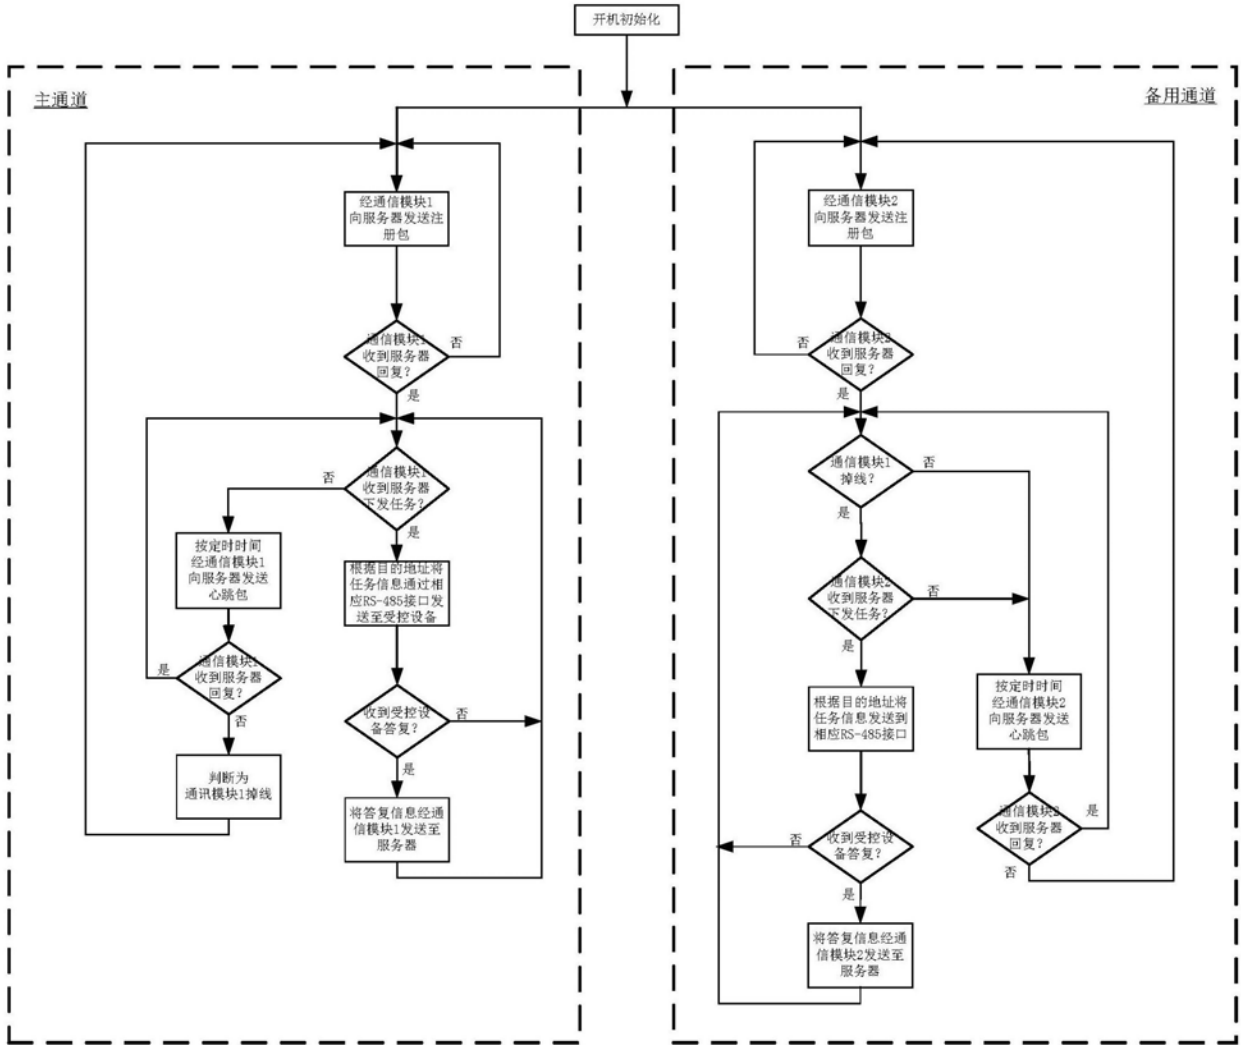 开机初始化
主通道
经通信模块1
向服务器发送注
册包
通信模块1
收到服务器
回复？
否
是
通信模块1
收到服务器
下发任务？
否
是
按定时时间
经通信模块1
向服务器发送
心跳包
根据目的地址将
任务信息通过相
应RS-485接口发
送至受控设备
通信模块1
收到服务器
回复？
是
否
收到受控设
备答复？
否
是
判断为
通讯模块1掉线
将答复信息经通
信模块1发送至
服务器
备用通道
经通信模块2
向服务器发送注
册包
通信模块2
收到服务器
回复？
否
是
通信模块1
掉线？
否
是
通信模块2
收到服务器
下发任务？
否
是
根据目的地址将
任务信息发送到
相应RS-485接口
按定时时间
经通信模块2
向服务器发送
心跳包
收到受控设
备答复？
否
是
通信模块2
收到服务器
回复？
是
否
将答复信息经通
信模块2发送至
服务器